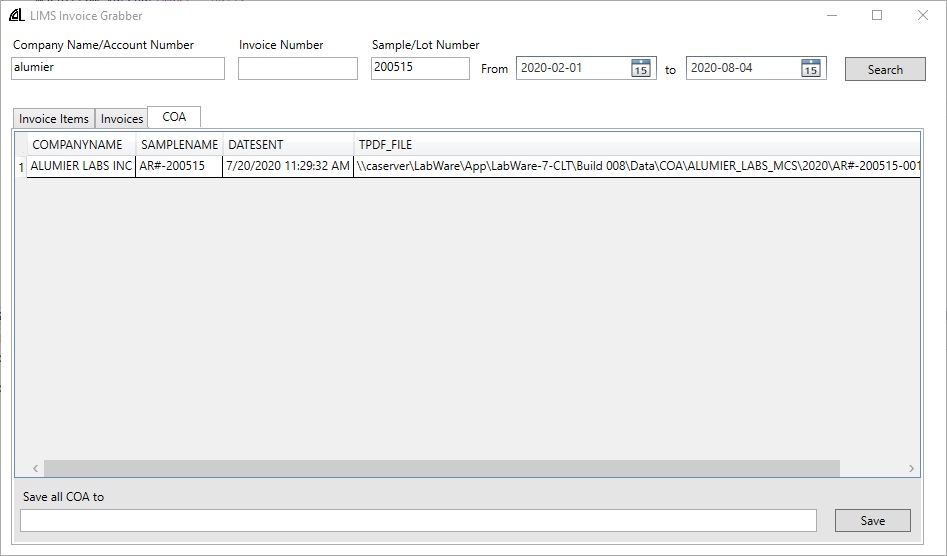 LIMS Invoice Grabber
Company Name/Account Number Invoice Number Sample/Lot Number
alumier 200515 From 2020-02-01 15 to 2020-08-04 15 Search
Invoice Items Invoices COA
COMPANYNAME SAMPLENAME DATESENT TPDF_FILE
1 ALUMIER LABS INC AR#-200515 7/20/2020 11:29:32 AM \\caserver\LabWare\App\LabWare-7-CLT\Build 008\Data\COA\ALUMIER_LABS_MCS\2020\AR#-200515-001
Save all COA to
Save